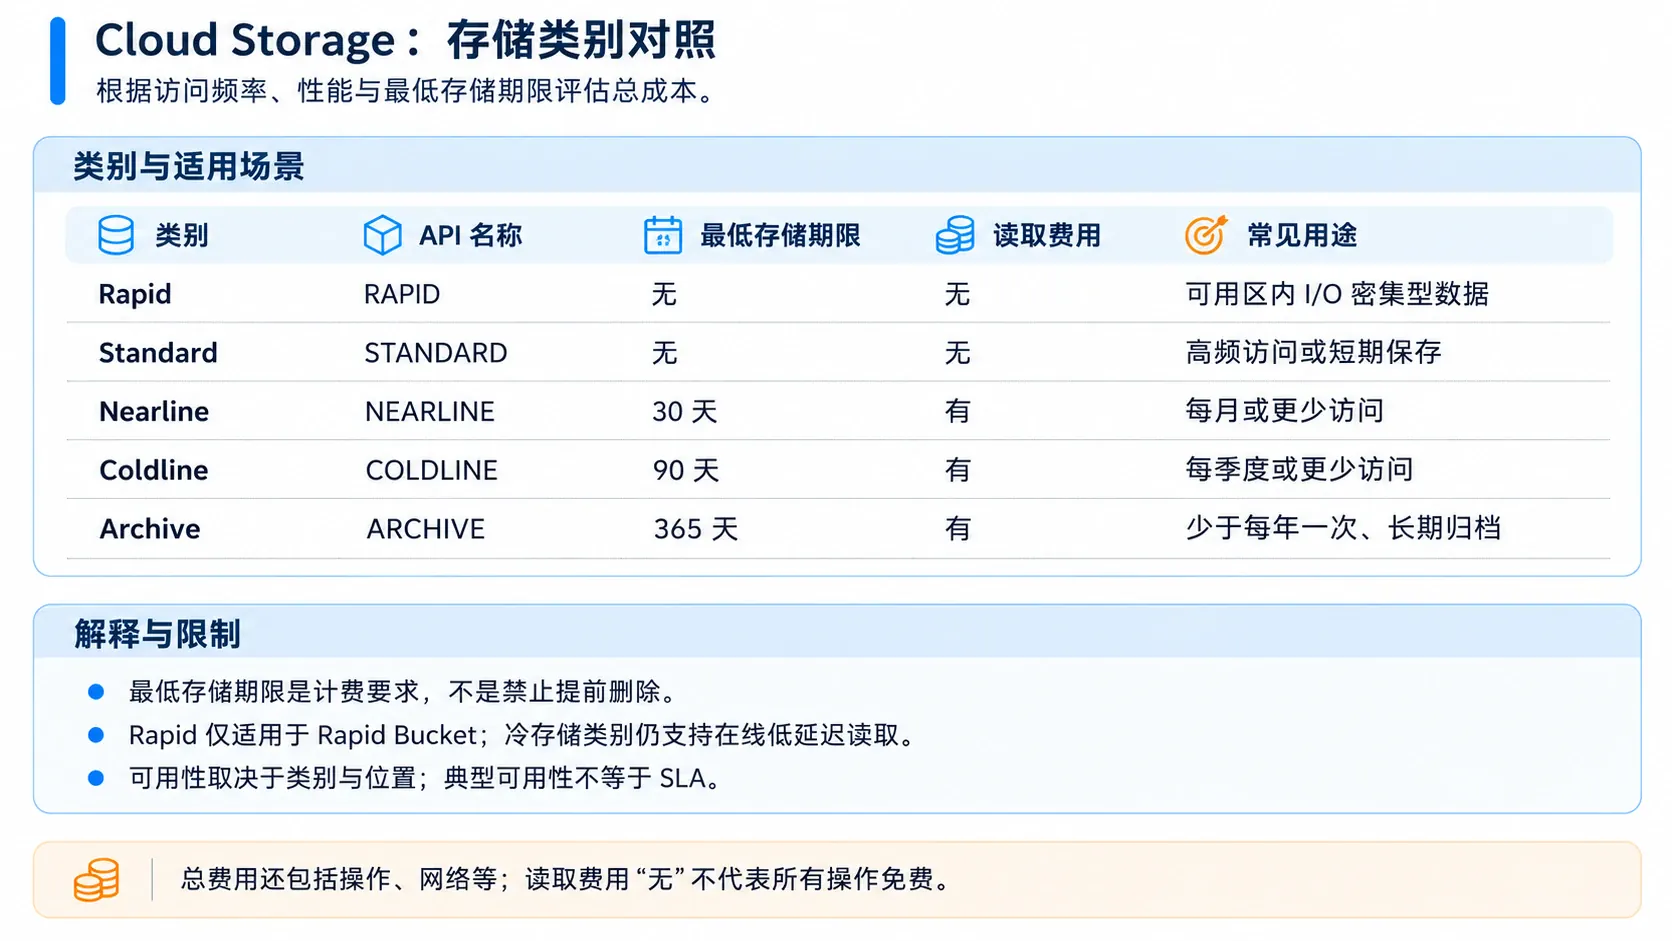 Cloud Storage：存储类别对照
根据访问频率、性能与最低存储期限评估总成本。
类别与适用场景
类别 API 名称 最低存储期限 读取费用 常见用途
Rapid RAPID 无 无 可用区内 I/O 密集型数据
Standard STANDARD 无 无 高频访问或短期保存
Nearline NEARLINE 30 天 有 每月或更少访问
Coldline COLDLINE 90 天 有 每季度或更少访问
Archive ARCHIVE 365 天 有 少于每年一次、长期归档
解释与限制
最低存储期限是计费要求，不是禁止提前删除。
Rapid 仅适用于 Rapid Bucket；冷存储类别仍支持在线低延迟读取。
可用性取决于类别与位置；典型可用性不等于 SLA。
总费用还包括操作、网络等；读取费用“无”不代表所有操作免费。